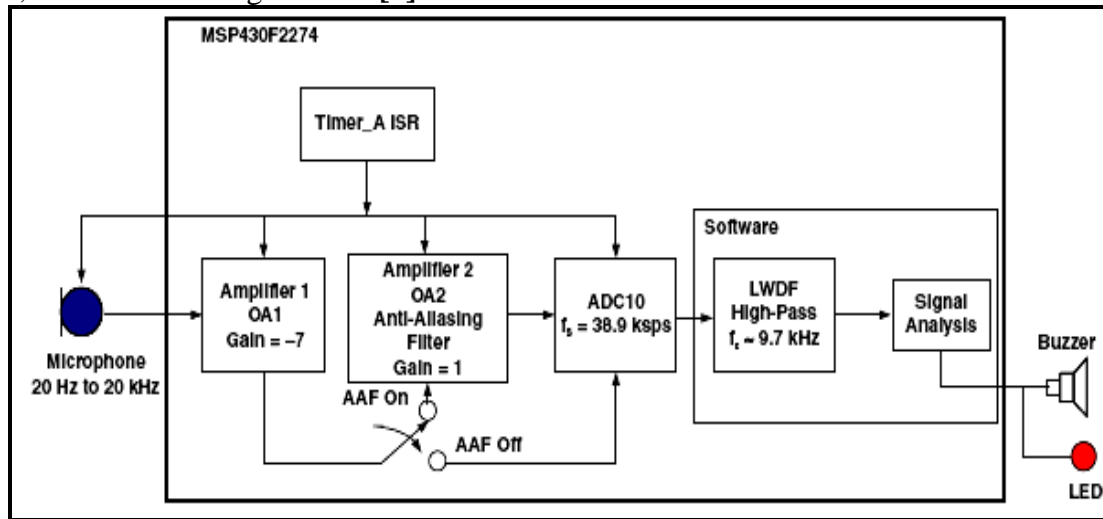 MSP430F2274
Timer_A ISR
Software
Amplifier 1
OA1
Gain = –7
Amplifier 2
OA2
Anti-Aliasing
Filter
Gain = 1
ADC10
fs = 38.9 ksps
LWDF
High-Pass
fc ~ 9.7 kHz
Signal
Analysis
Microphone
20 Hz to 20 kHz
AAF On
AAF Off
Buzzer
LED